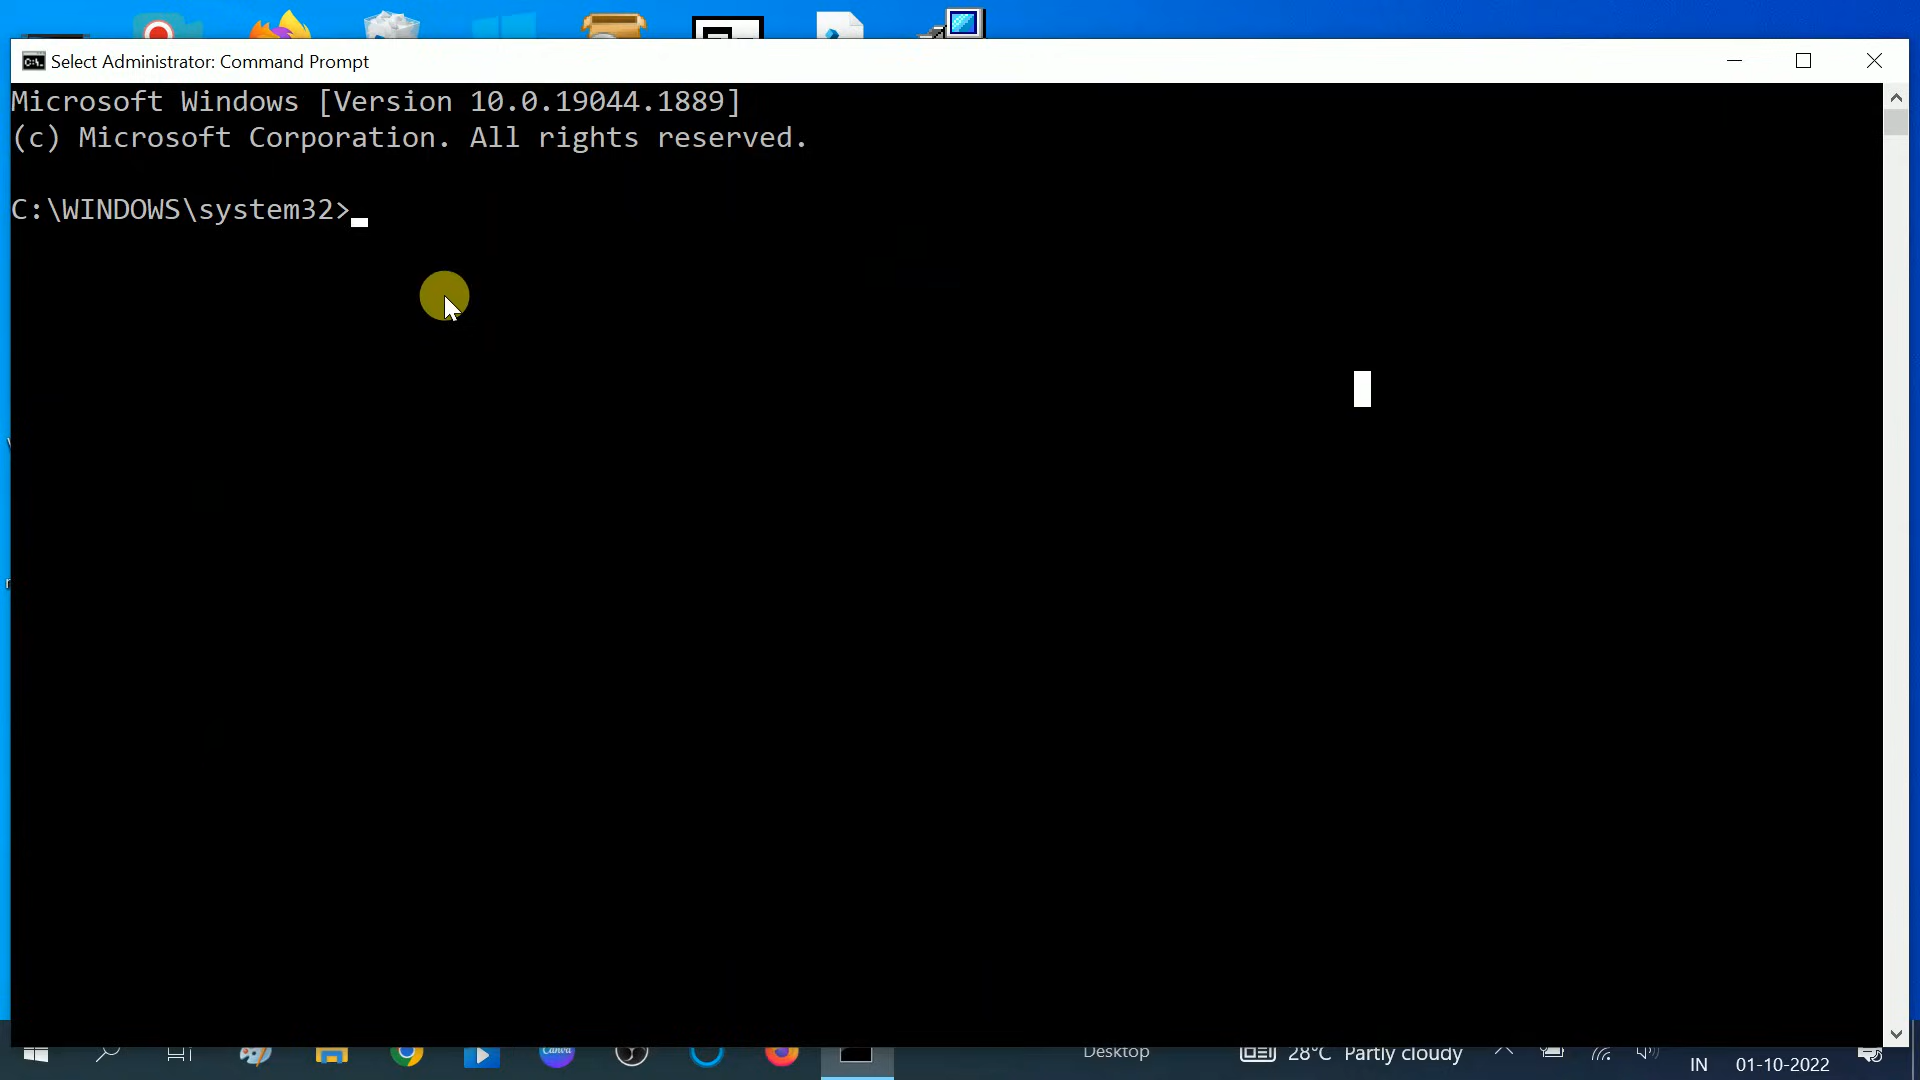 Select Administrator: Command Prompt
Microsoft Windows [Version 10.0.19044.1889]
(c) Microsoft Corporation. All rights reserved.
C:\WINDOWS\system32>
Canva
Desktop
28°C Partly cloudy
IN
01-10-2022